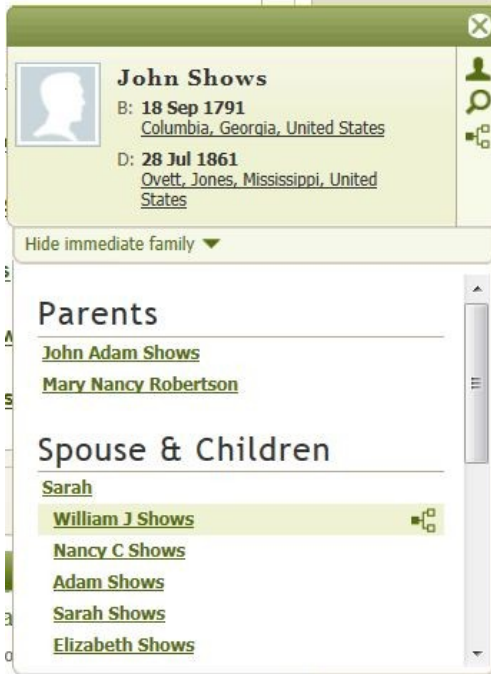 John Shows
B: 18 Sep 1791
Columbia, Georgia, United States
D: 28 Jul 1861
Ovett, Jones, Mississippi, United
States
Hide immediate family
Parents
John Adam Shows
Mary Nancy Robertson
Spouse & Children
Sarah
William J Shows
Nancy C Shows
Adam Shows
Sarah Shows
Elizabeth Shows